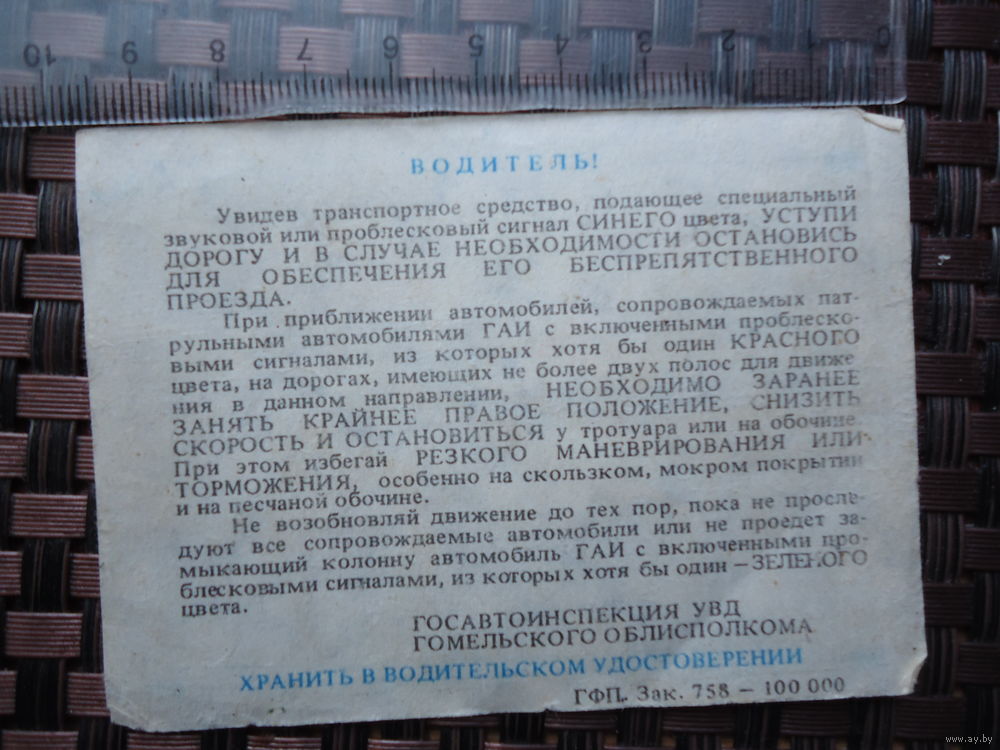 10 9 8 7 6 5 4 3 2 1 0
ВОДИТЕЛЬ!
Увидев транспортное средство, подающее специальный
звуковой или проблесковый сигнал СИНЕГО цвета, УСТУПИ
ДОРОГУ И В СЛУЧАЕ НЕОБХОДИМОСТИ ОСТАНОВИСЬ
ДЛЯ ОБЕСПЕЧЕНИЯ ЕГО БЕСПРЕПЯТСТВЕННОГО
ПРОЕЗДА.
При приближении автомобилей, сопровождаемых пат-
рульными автомобилями ГАИ с включенными проблеско-
выми сигналами, из которых хотя бы один КРАСНОГО
цвета, на дорогах, имеющих не более двух полос для движе
ния в данном направлении, НЕОБХОДИМО ЗАРАНЕЕ
ЗАНЯТЬ КРАЙНЕЕ ПРАВОЕ ПОЛОЖЕНИЕ, СНИЗИТЬ
СКОРОСТЬ И ОСТАНОВИТЬСЯ у тротуара или на обочине.
При этом избегай РЕЗКОГО МАНЕВРИРОВАНИЯ ИЛИ
ТОРМОЖЕНИЯ, особенно на скользком, мокром покрытии
и на песчаной обочине.
Не возобновляй движение до тех пор, пока не просле-
дуют все сопровождаемые автомобили или не проедет за-
мыкающий колонну автомобиль ГАИ с включенными про-
блесковыми сигналами, из которых хотя бы один – ЗЕЛЕНОГО
цвета.
ГОСАВТОИНСПЕКЦИЯ УВД
ГОМЕЛЬСКОГО ОБЛИСПОЛКОМА
ХРАНИТЬ В ВОДИТЕЛЬСКОМ УДОСТОВЕРЕНИИ
ГФП. Зак. 758 – 100 000
www.ay.by